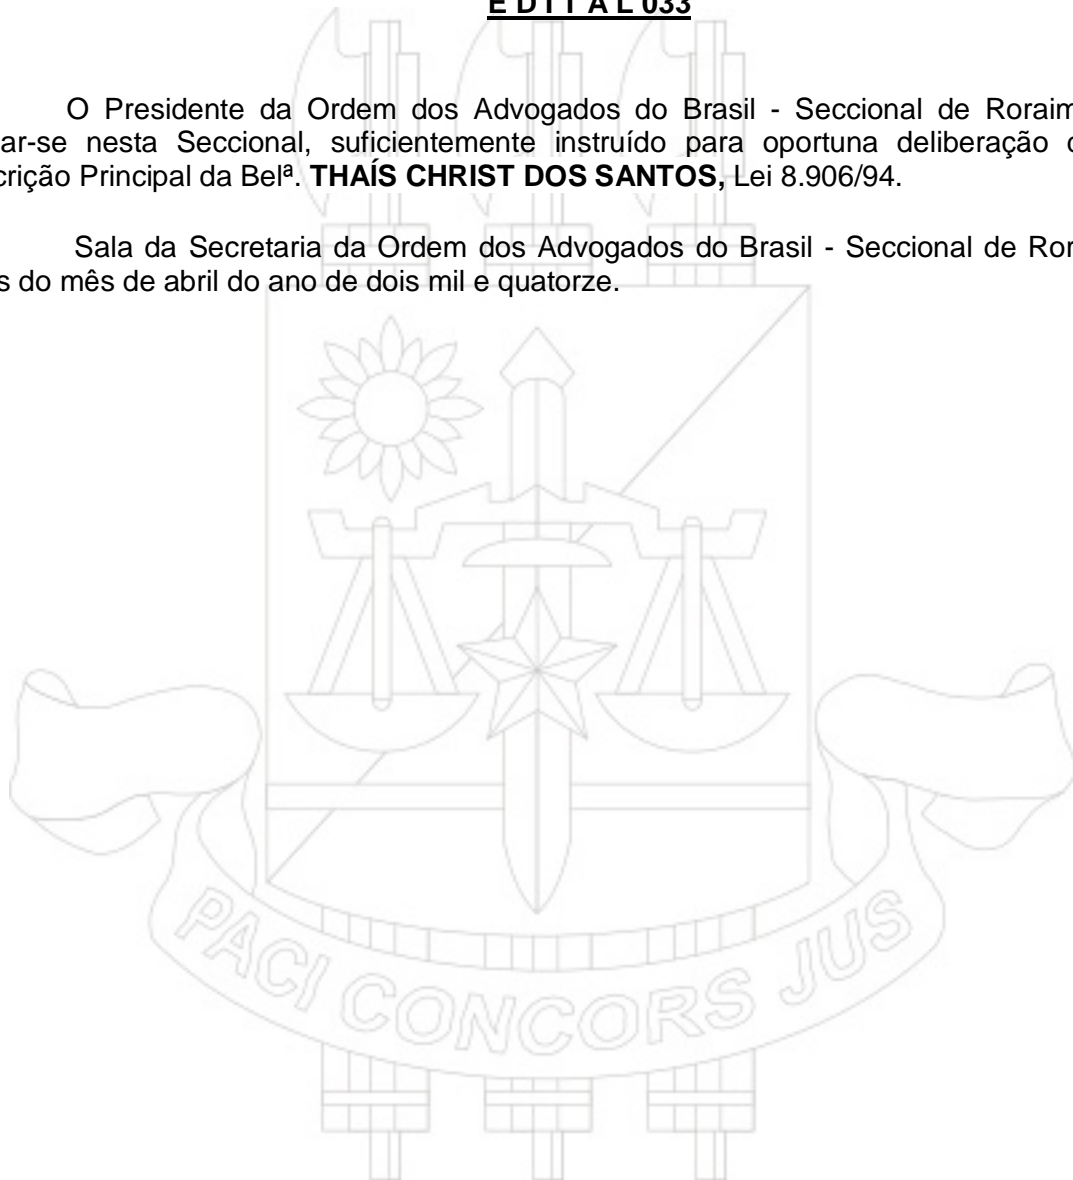 E D I T A L 033
O Presidente da Ordem dos Advogados do Brasil - Seccional de Roraim
ar-se nesta Seccional, suficientemente instruído para oportuna deliberação
crição Principal da Belª. THAÍS CHRIST DOS SANTOS, Lei 8.906/94.
Sala da Secretaria da Ordem dos Advogados do Brasil - Seccional de Ror
s do mês de abril do ano de dois mil e quatorze.
PACI CONCORS JUS